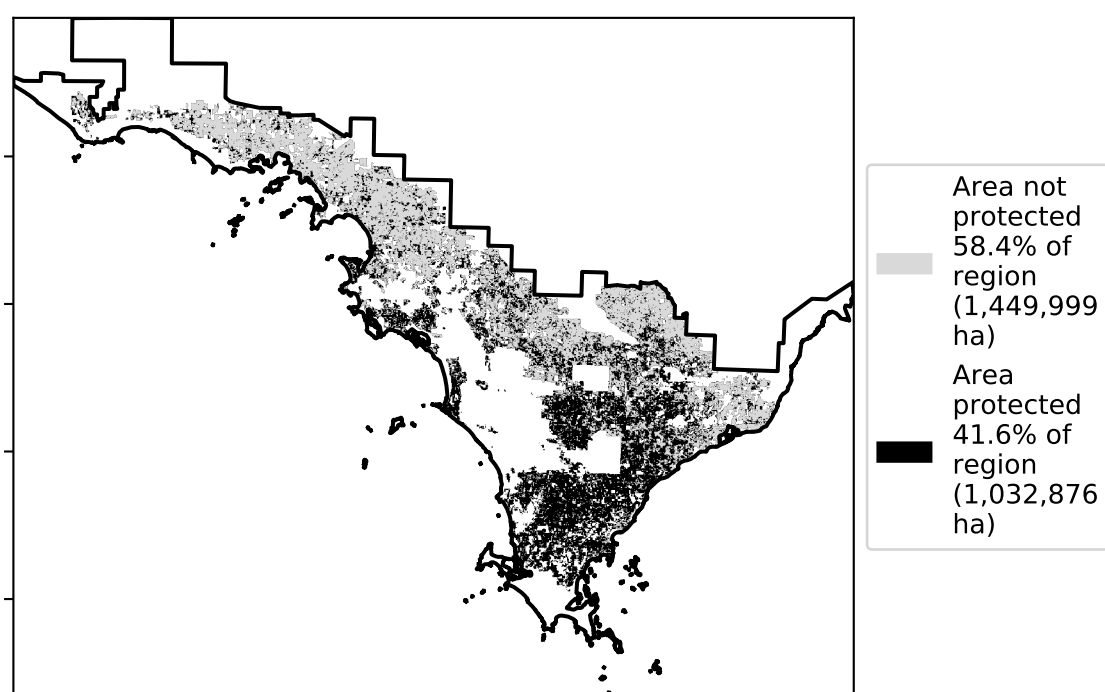 Area not
protected
58.4% of
region
(1,449,999
ha)
Area
protected
41.6% of
region
(1,032,876
ha)